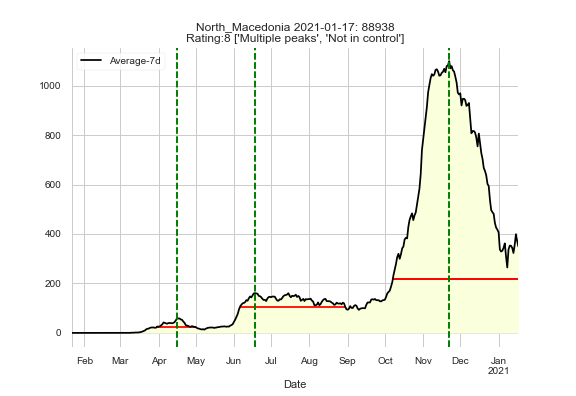 North_Macedonia 2021-01-17: 88938
Rating:8 ['Multiple peaks', 'Not in control']
Average-7d
1000
800
600
400
200
0
Feb Mar Apr May Jun Jul Aug Sep Oct Nov Dec Jan
2021
Date